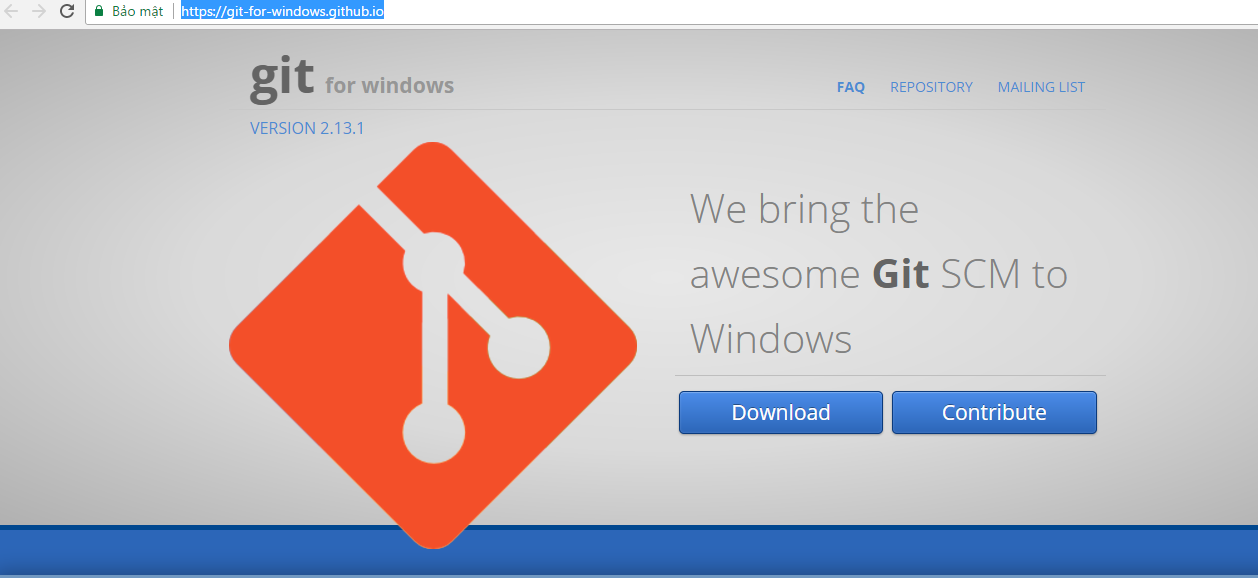 Bảo mật https://git-for-windows.github.io
git for windows
FAQ REPOSITORY MAILING LIST
VERSION 2.13.1
We bring the
awesome Git SCM to
Windows
Download Contribute